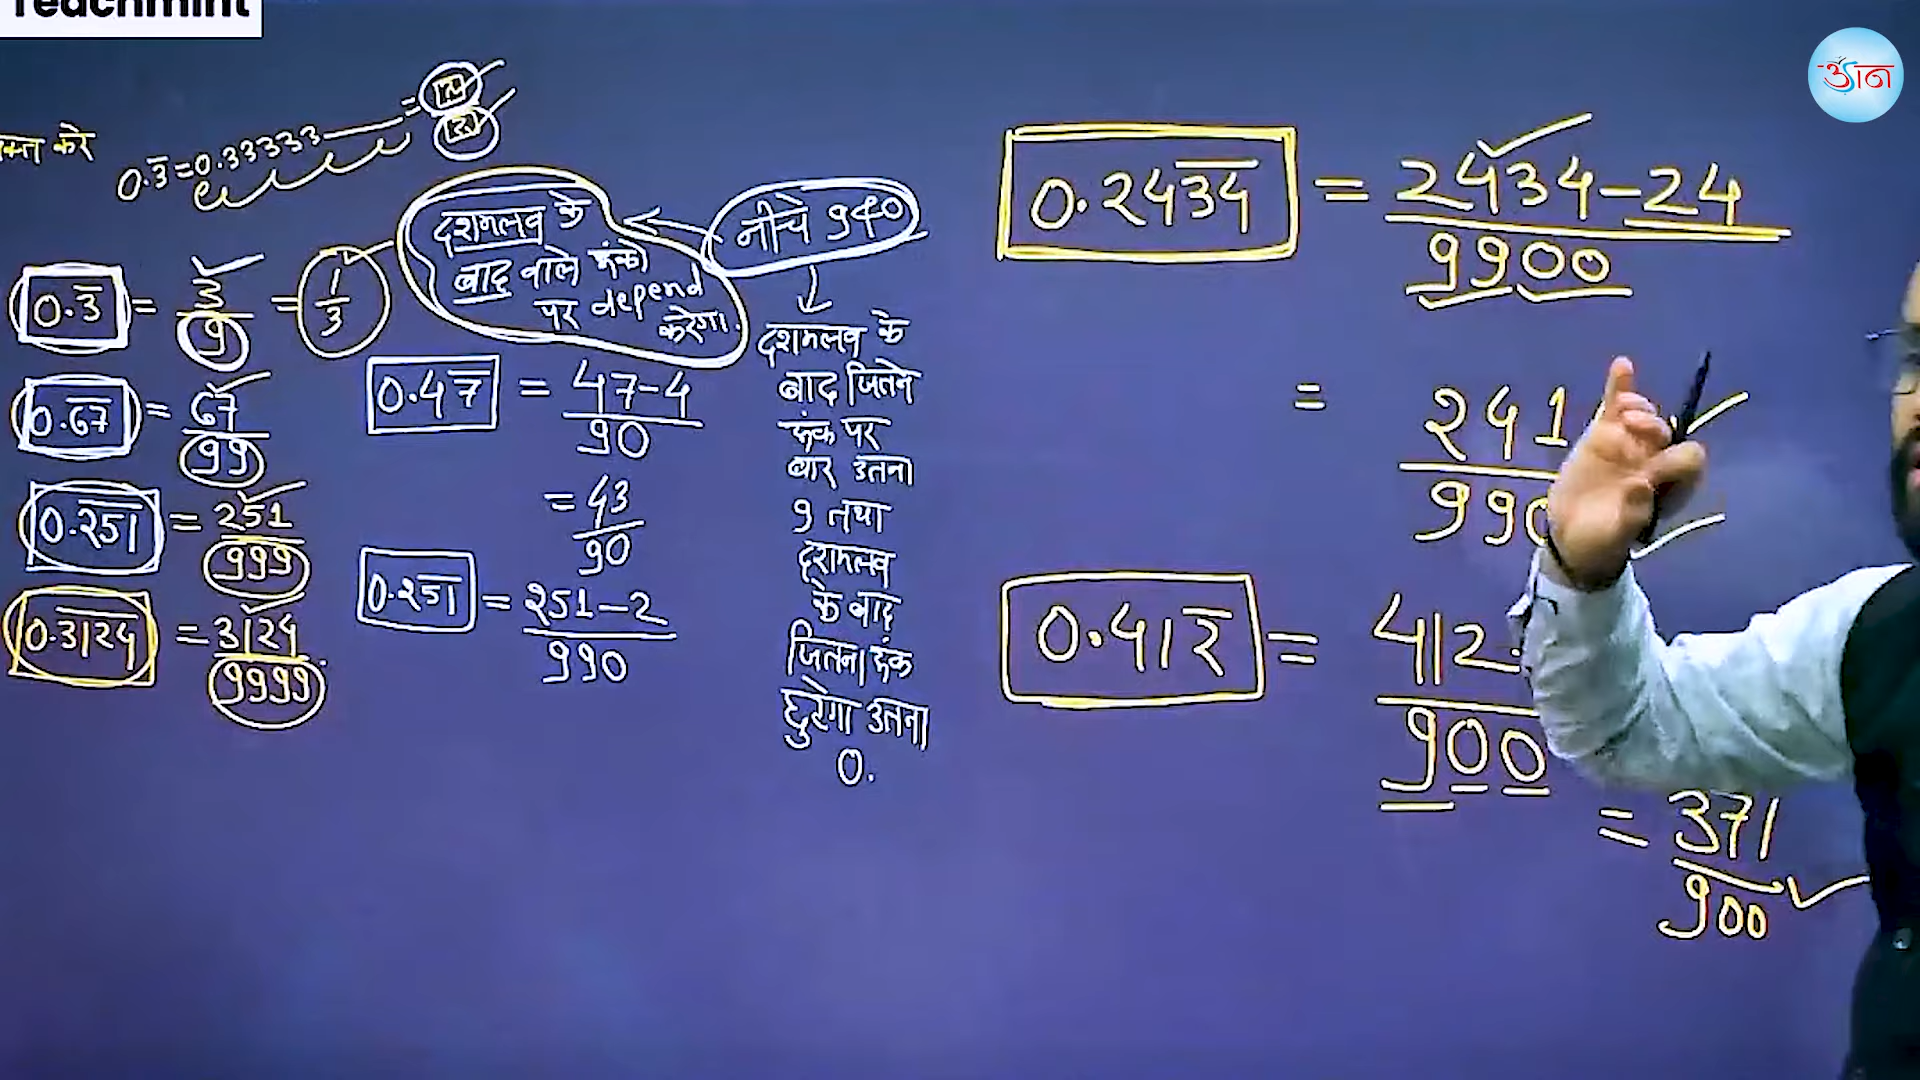 Teachmint
ज्ञान
करे
0.3̅ = 0.33333 =
0.3̅ = 3/9 = 1/3
0.6̅7̅ = 67/99
0.2̅5̅1̅ = 251/999
0.3̅1̅2̅4̅ = 3124/9999
दशमलव के
बाद वाले अंको
पर depend
करेगा.
0.47̅ = 47-4/90
= 43/90
0.25̅1̅ = 251-2/990
नीचे 9 व 0
दशमलव के
बाद जितने
अंक पर
बार उतना
9 तथा
दशमलव
के बाद
जितना अंक
छुटेगा उतना
0.
0.243̅4̅ = 2434-24/9900
= 241
990
0.412̅ = 412
900
= 371/900